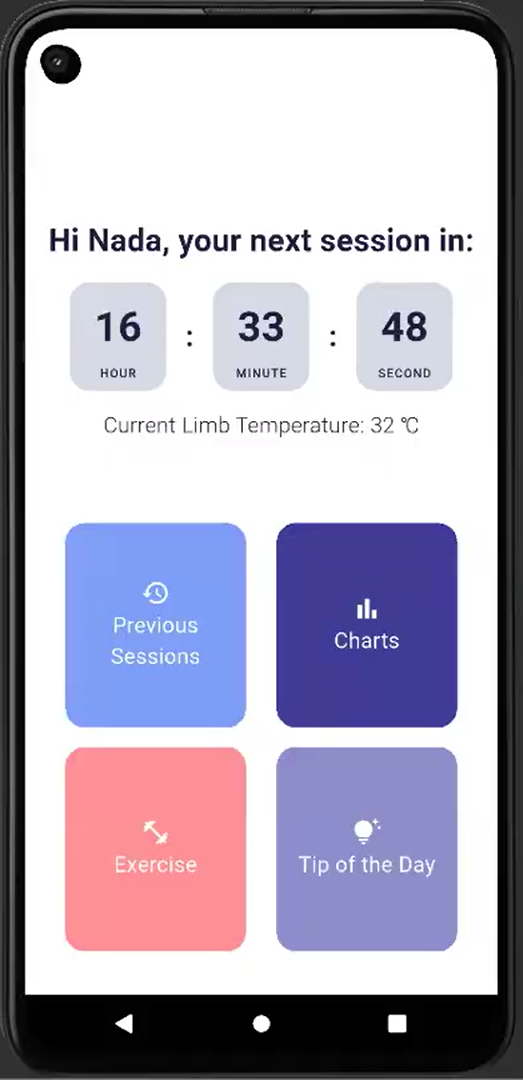 Hi Nada, your next session in:
16 : 33 : 48
HOUR MINUTE SECOND
Current Limb Temperature: 32 ℃
Previous
Sessions
Charts
Exercise
Tip of the Day